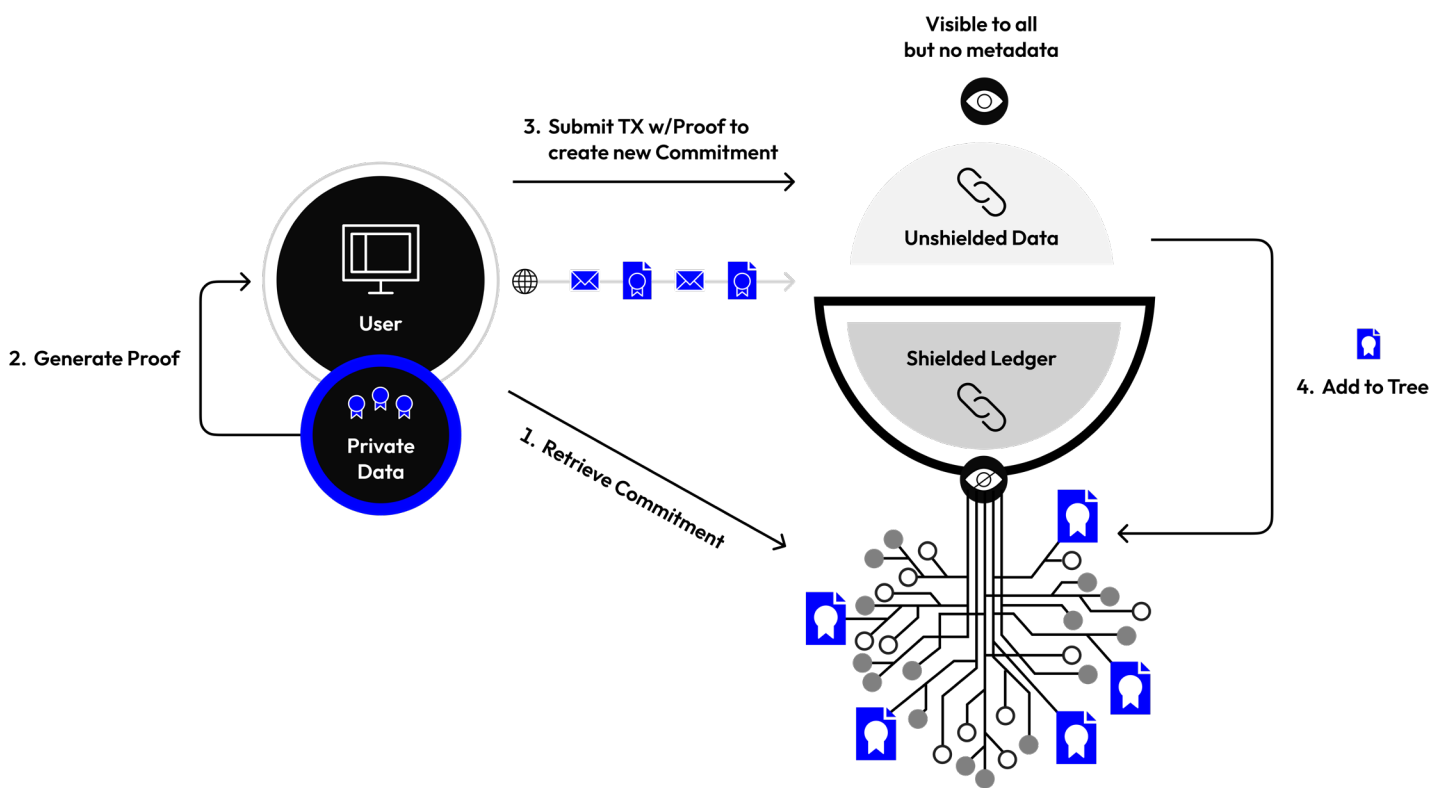 Visible to all
but no metadata
3. Submit TX w/Proof to
create new Commitment
Unshielded Data
User
2. Generate Proof
Shielded Ledger
4. Add to Tree
Private
Data
1. Retrieve Commitment